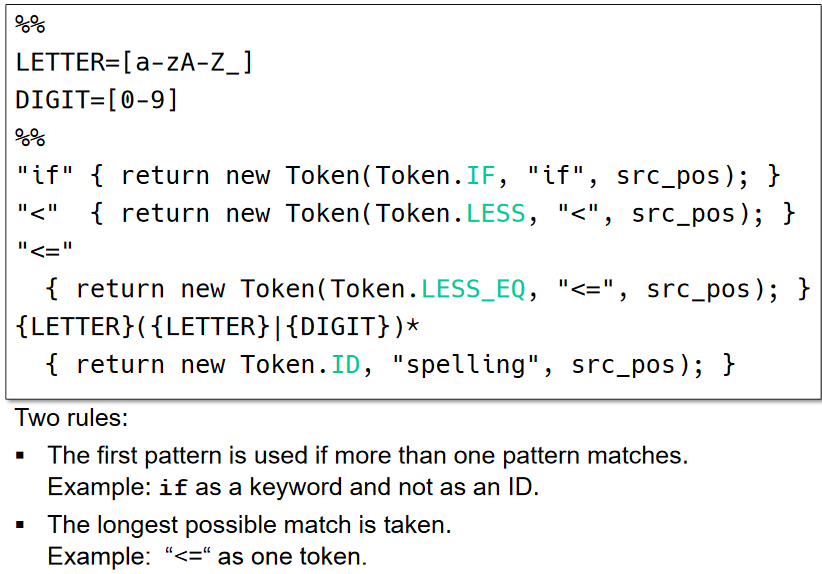 %%
LETTER=[a-zA-Z_]
DIGIT=[0-9]
%%
"if" { return new Token(Token.IF, "if", src_pos); }
"<"  { return new Token(Token.LESS, "<", src_pos); }
"<="
  { return new Token(Token.LESS_EQ, "<=", src_pos); }
{LETTER}({LETTER}|{DIGIT})*
  { return new Token.ID, "spelling", src_pos); }
Two rules:
▪ The first pattern is used if more than one pattern matches.
Example: if as a keyword and not as an ID.
▪ The longest possible match is taken.
Example:  “<=“ as one token.